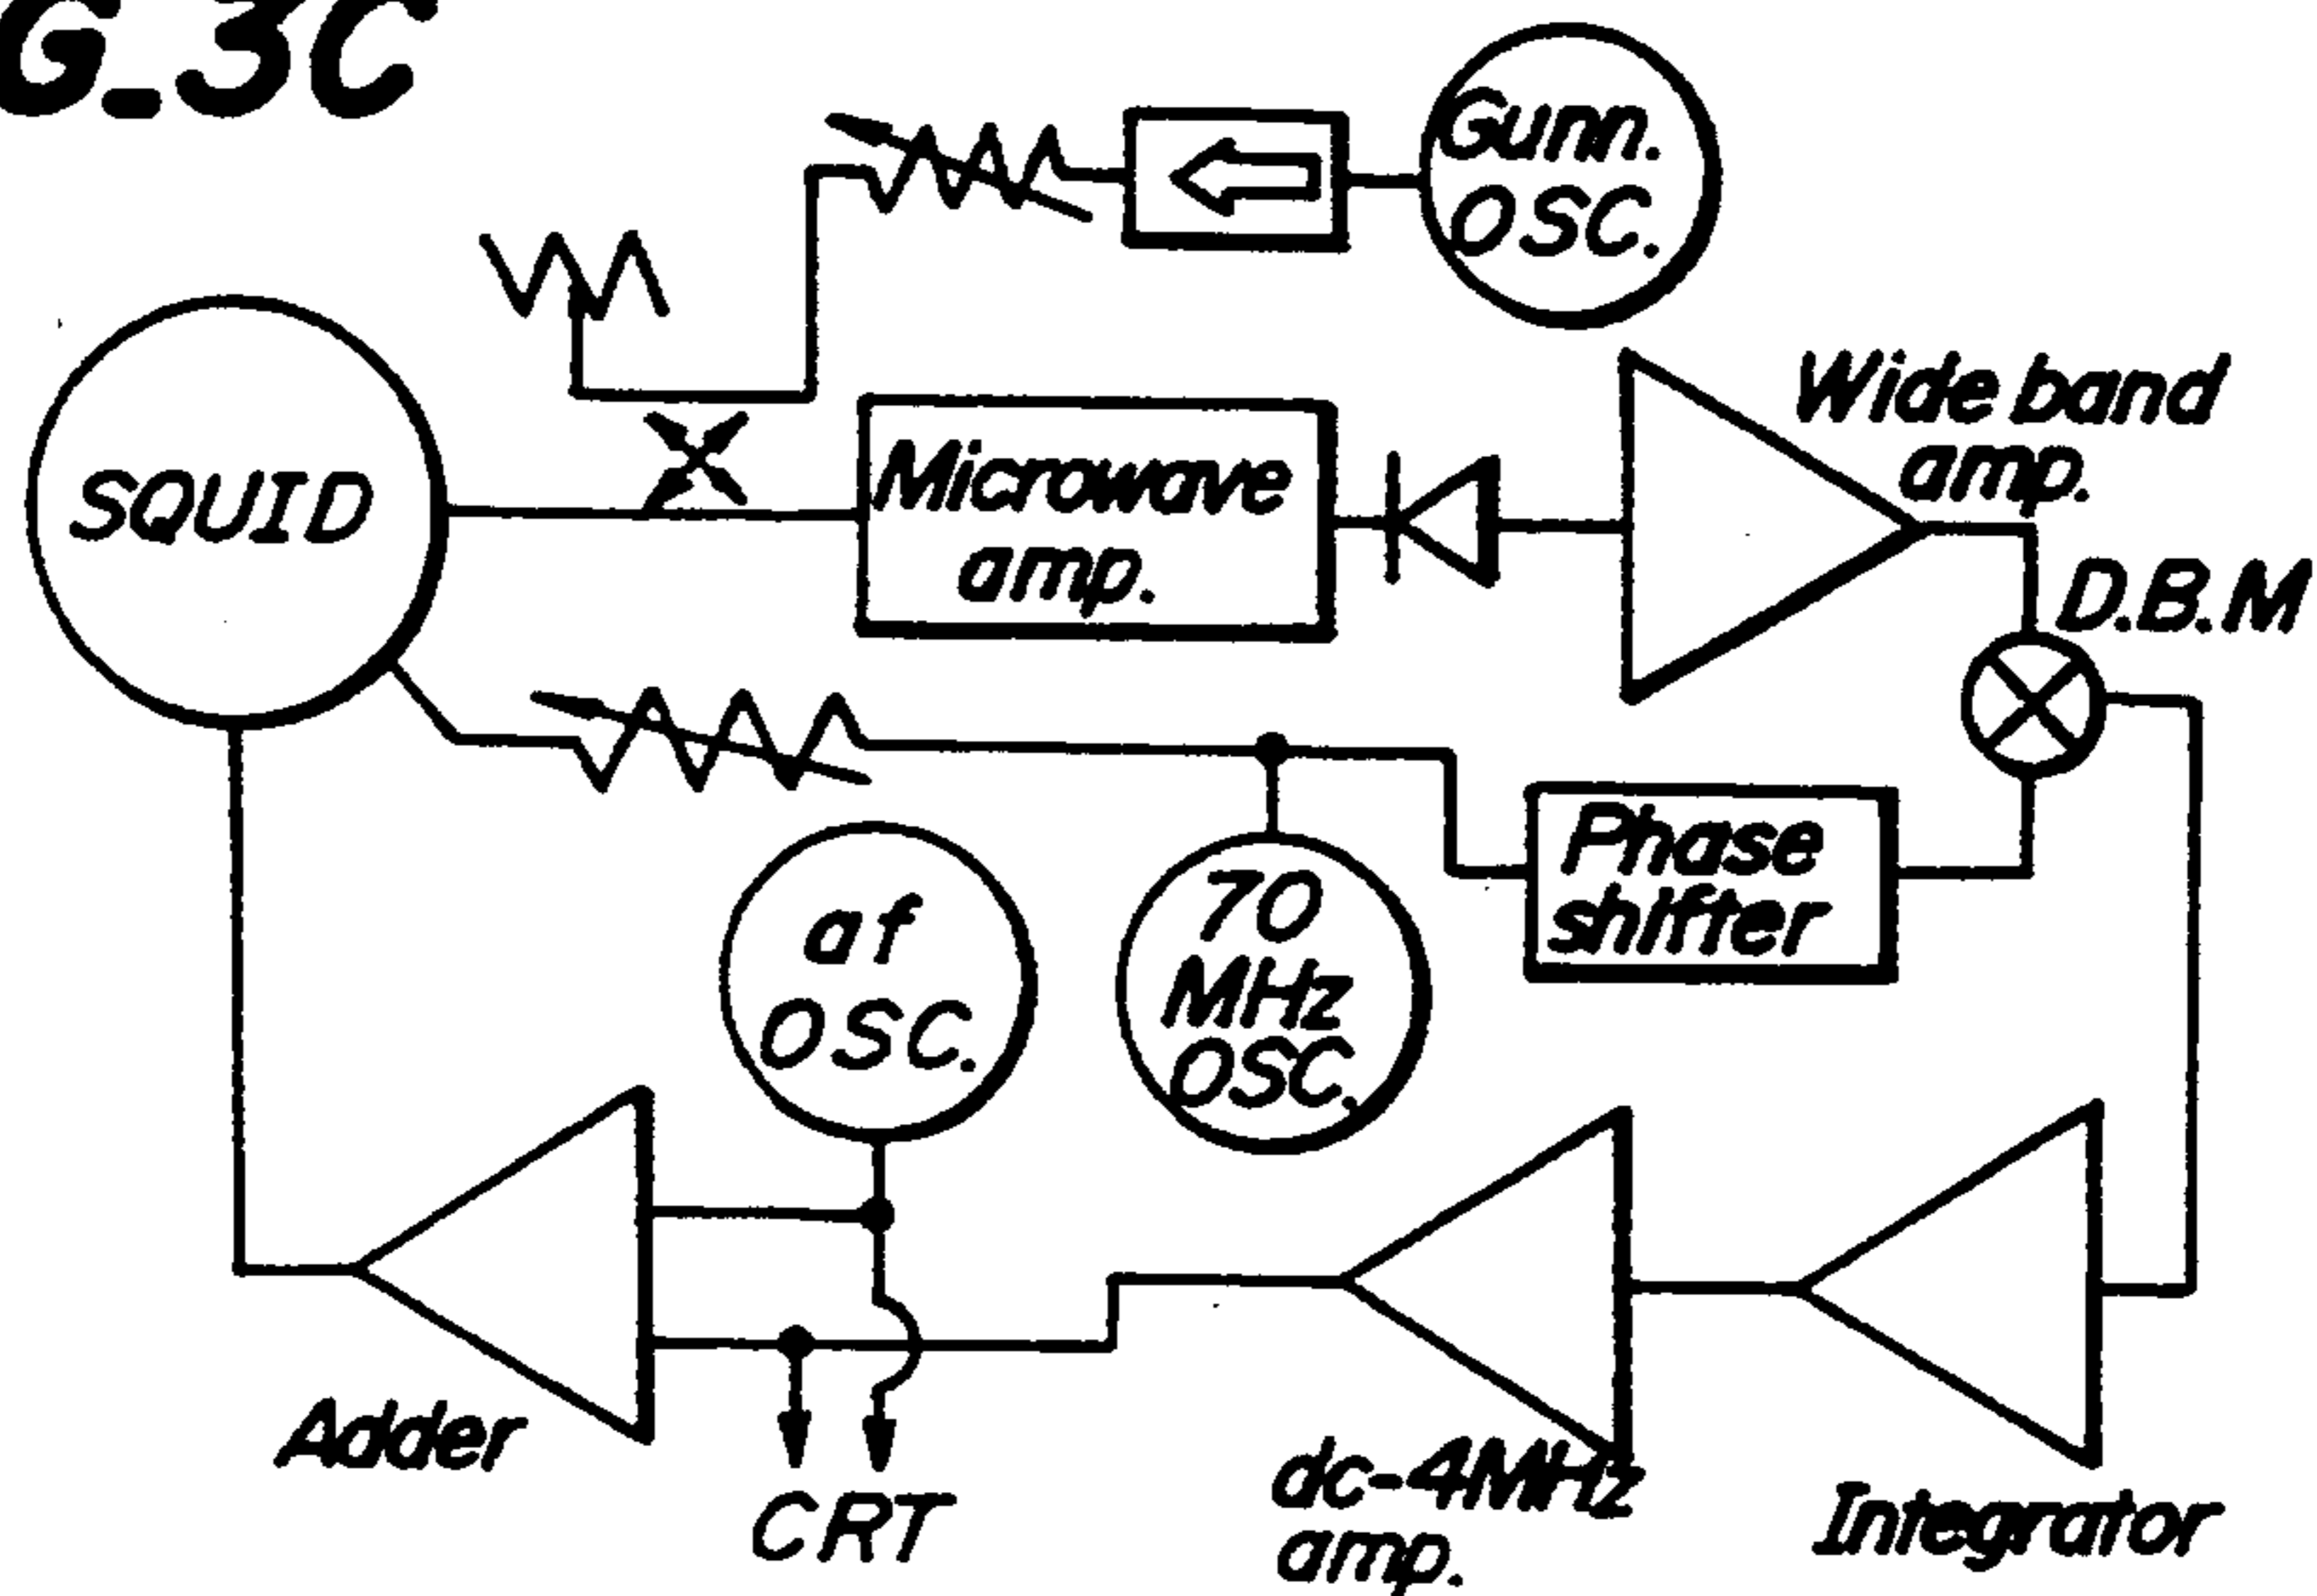 G_3C
Gunn.
OSC.
Wide band
amp.
SQUID
Microwave
amp.
D.B.M
Phase
shifter
af
OSC.
70
MHz
OSC.
Adder
CRT
dc-4MHz
amp.
Integrator